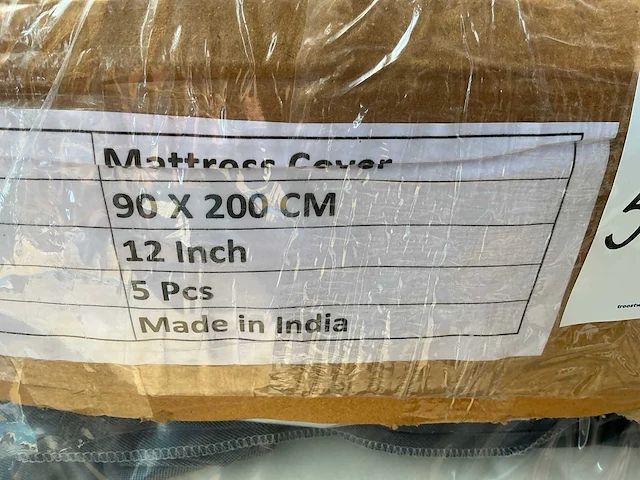 Mattress Cover
90 X 200 CM
12 Inch
5 Pcs
Made in India